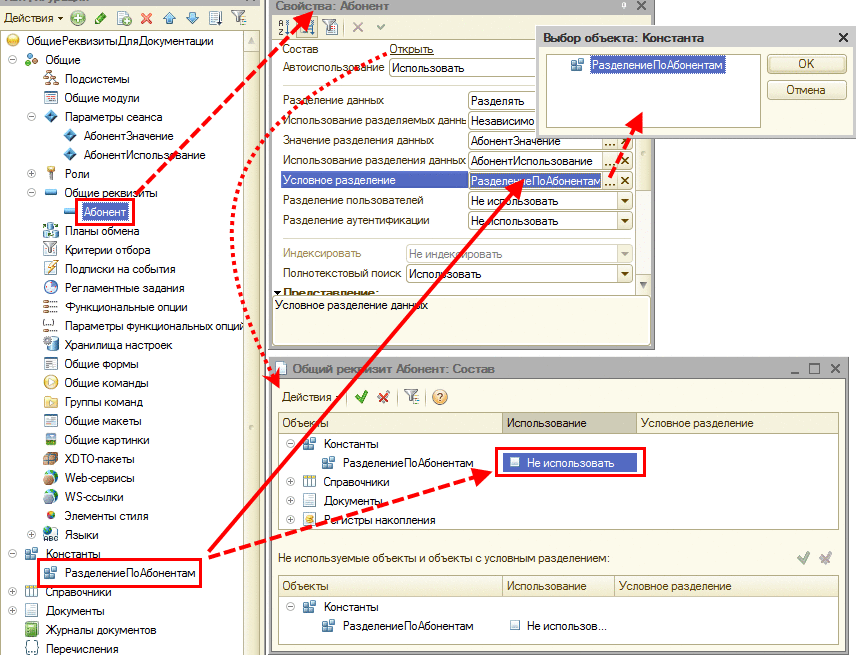 Действия
ОбщиеРеквизитыДляДокументации
Общие
Подсистемы
Общие модули
Параметры сеанса
АбонентЗначение
АбонентИспользование
Роли
Общие реквизиты
Абонент
Планы обмена
Критерии отбора
Подписки на события
Регламентные задания
Функциональные опции
Параметры функциональных опций
Хранилища настроек
Общие формы
Общие команды
Группы команд
Общие макеты
Общие картинки
XDTO-пакеты
Web-сервисы
WS-ссылки
Элементы стиля
Языки
Константы
РазделениеПоАбонентам
Справочники
Документы
Журналы документов
Перечисления
Свойства: Абонент
Состав Открыть
Автоиспользование Использовать
Разделение данных Разделять
Использование разделяемых данн Независимо
Значение разделения данных АбонентЗначение ...
Использование разделения данных АбонентИспользование ...
Условное разделение РазделениеПоАбонентам ...
Разделение пользователей Не использовать
Разделение аутентификации Не использовать
Индексировать Не индексировать
Полнотекстовый поиск Использовать
Представление:
Условное разделение данных
Выбор объекта: Константа
РазделениеПоАбонентам
OK
Отмена
Общий реквизит Абонент: Состав
Действия
Объекты Использование Условное разделение
Константы
РазделениеПоАбонентам Не использовать
Справочники
Документы
Регистры накопления
Не используемые объекты и объекты с условным разделением:
Объекты Использование Условное разделение
Константы
РазделениеПоАбонентам Не использов...